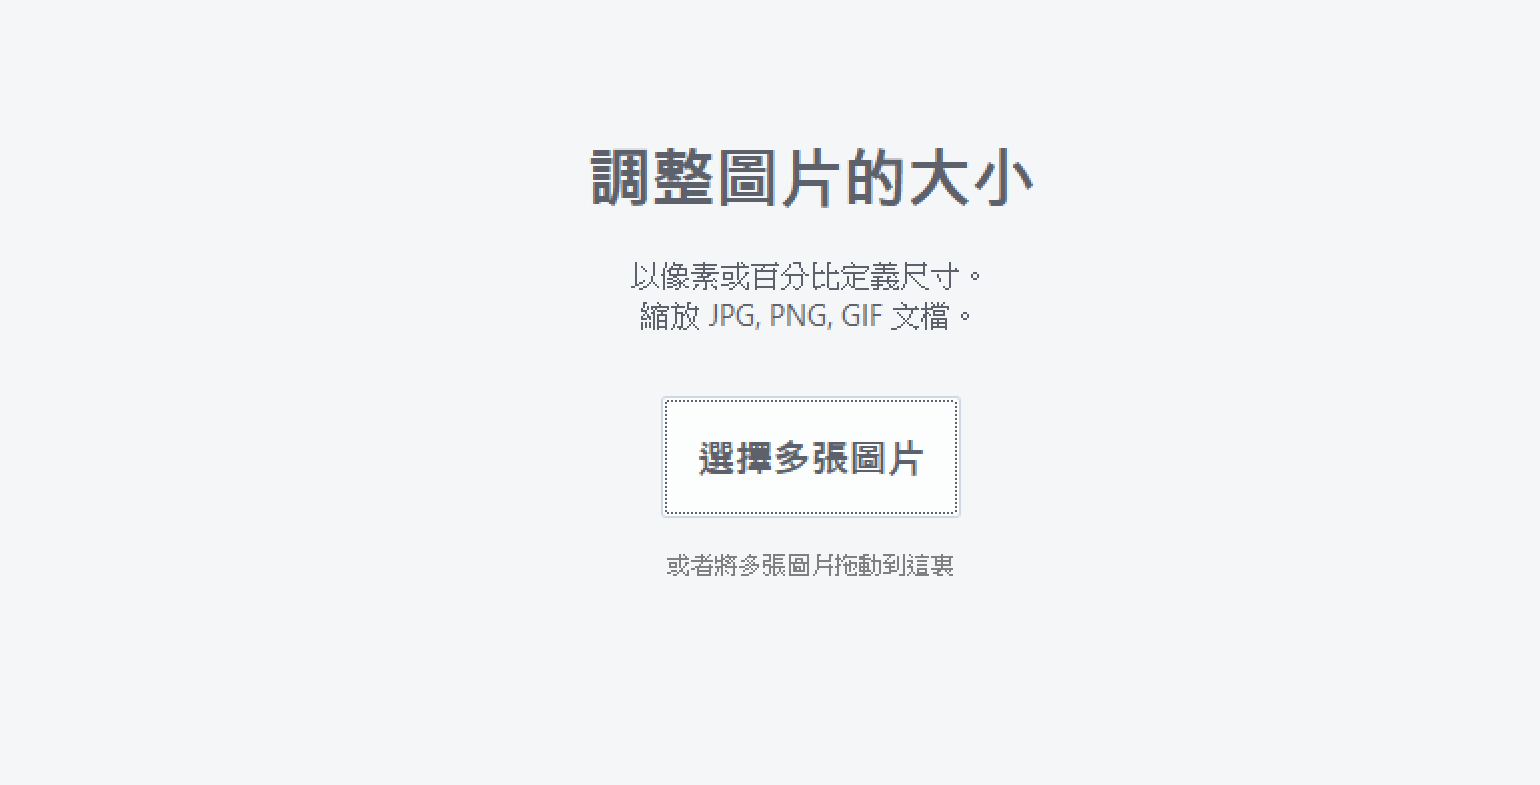 調整圖片的大小
以像素或百分比定義尺寸。
縮放 JPG, PNG, GIF 文檔。
選擇多張圖片
或者將多張圖片拖動到這裏